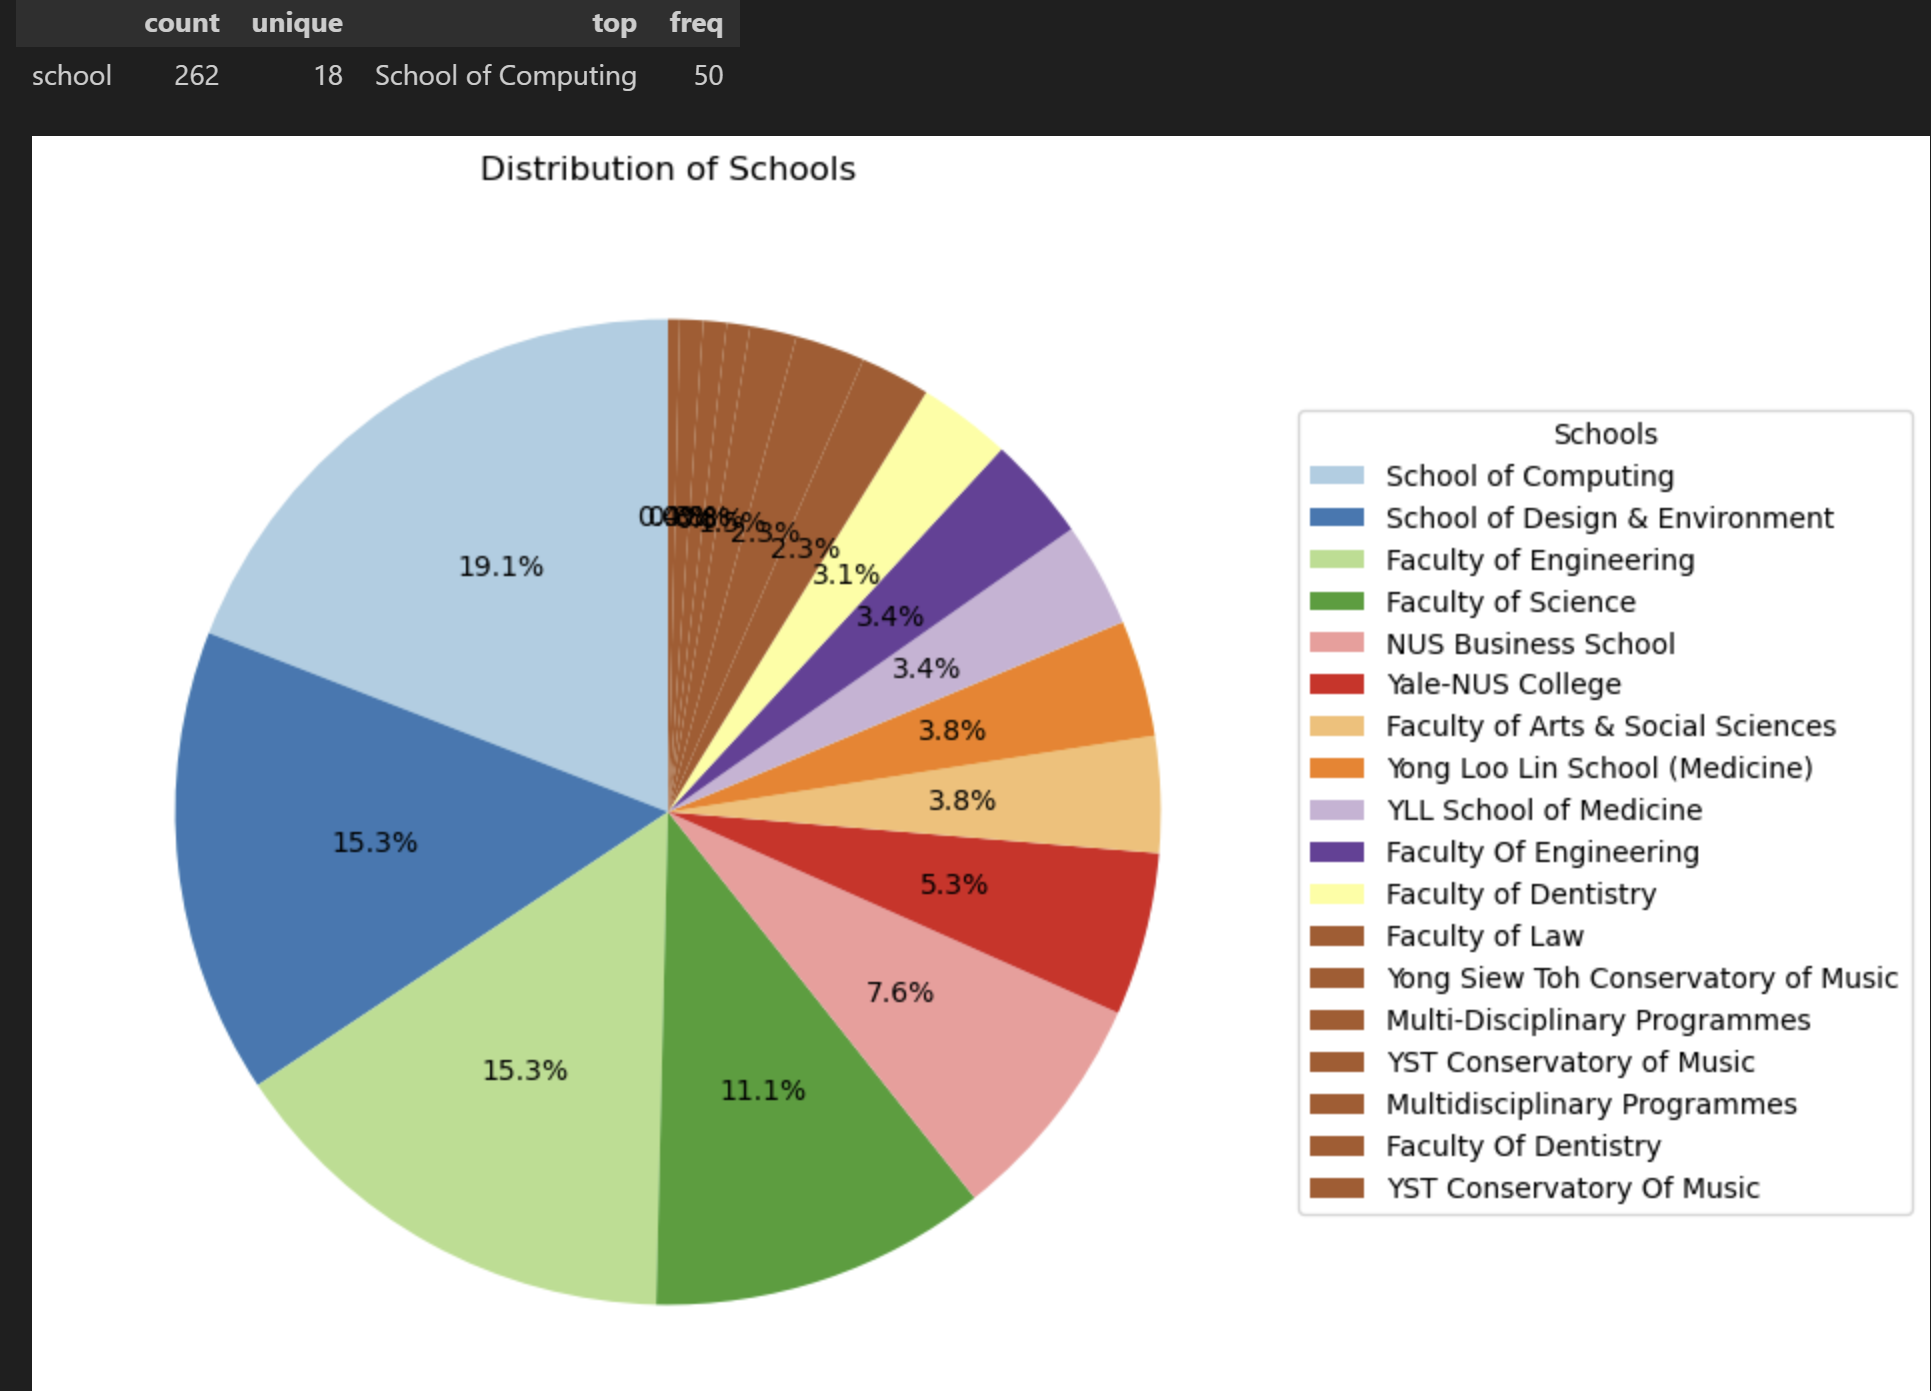 count unique top freq
school 262 18 School of Computing 50
Distribution of Schools
19.1%
15.3%
15.3%
11.1%
7.6%
5.3%
3.8%
3.8%
3.4%
3.4%
3.1%
2.3%
2.3%
Schools
School of Computing
School of Design & Environment
Faculty of Engineering
Faculty of Science
NUS Business School
Yale-NUS College
Faculty of Arts & Social Sciences
Yong Loo Lin School (Medicine)
YLL School of Medicine
Faculty Of Engineering
Faculty of Dentistry
Faculty of Law
Yong Siew Toh Conservatory of Music
Multi-Disciplinary Programmes
YST Conservatory of Music
Multidisciplinary Programmes
Faculty Of Dentistry
YST Conservatory Of Music